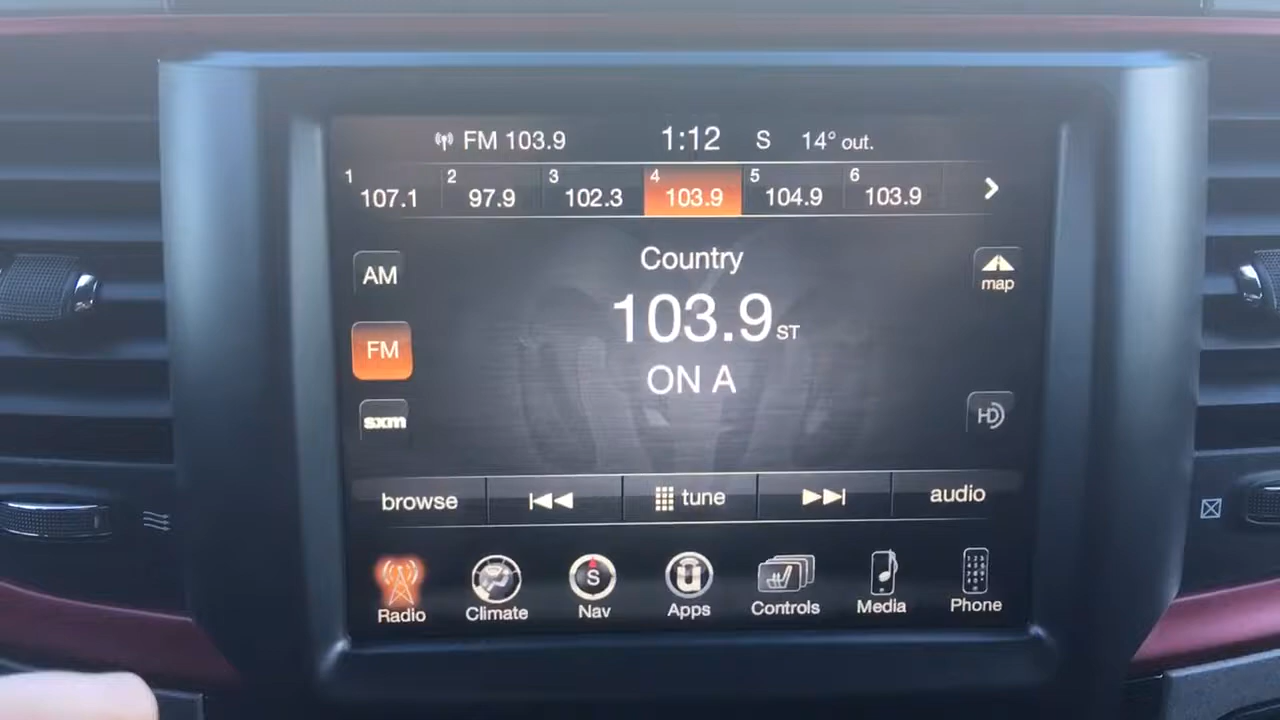 FM 103.9 1:12 S 14° out.
1 107.1 2 97.9 3 102.3 4 103.9 5 104.9 6 103.9
Country
AM
map
103.9 ST
FM
ON A
sxm
HD
browse tune audio
S
Radio Climate Nav Apps Controls Media Phone